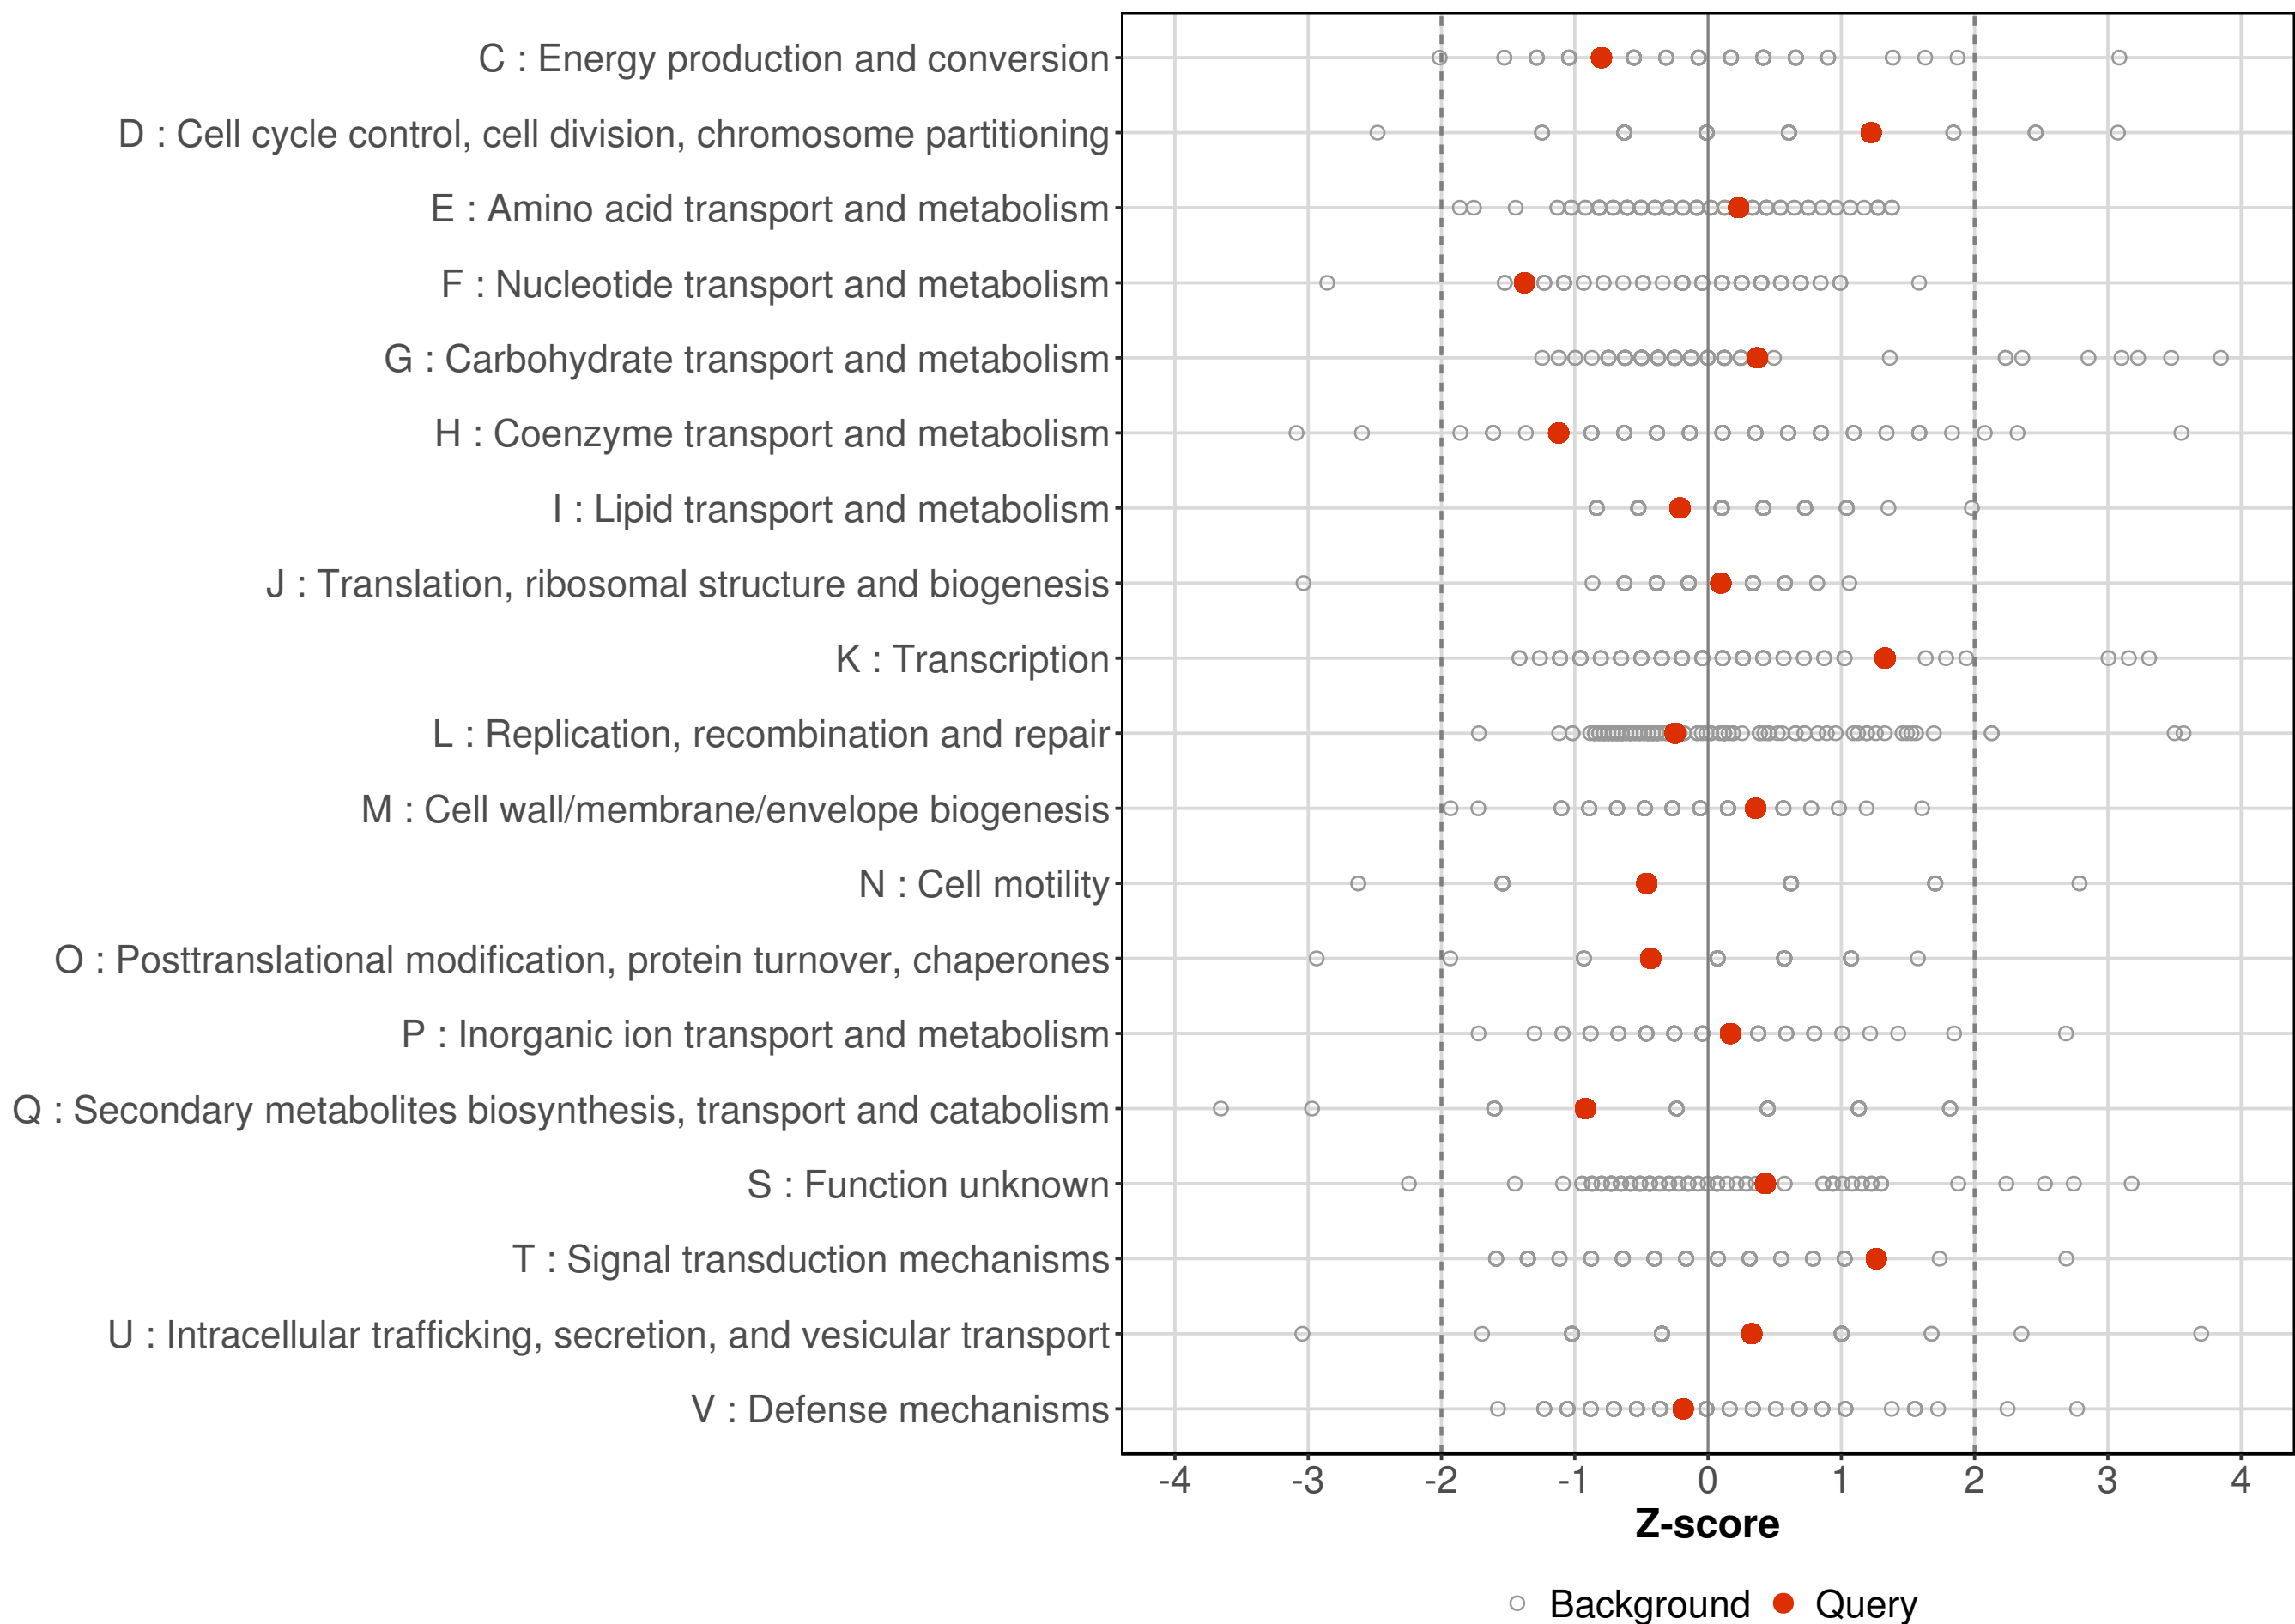 C : Energy production and conversion
D : Cell cycle control, cell division, chromosome partitioning
E : Amino acid transport and metabolism
F : Nucleotide transport and metabolism
G : Carbohydrate transport and metabolism
H : Coenzyme transport and metabolism
I : Lipid transport and metabolism
J : Translation, ribosomal structure and biogenesis
K : Transcription
L : Replication, recombination and repair
M : Cell wall/membrane/envelope biogenesis
N : Cell motility
O : Posttranslational modification, protein turnover, chaperones
P : Inorganic ion transport and metabolism
Q : Secondary metabolites biosynthesis, transport and catabolism
S : Function unknown
T : Signal transduction mechanisms
U : Intracellular trafficking, secretion, and vesicular transport
V : Defense mechanisms
-4 -3 -2 -1 0 1 2 3 4
Z-score
Background Query